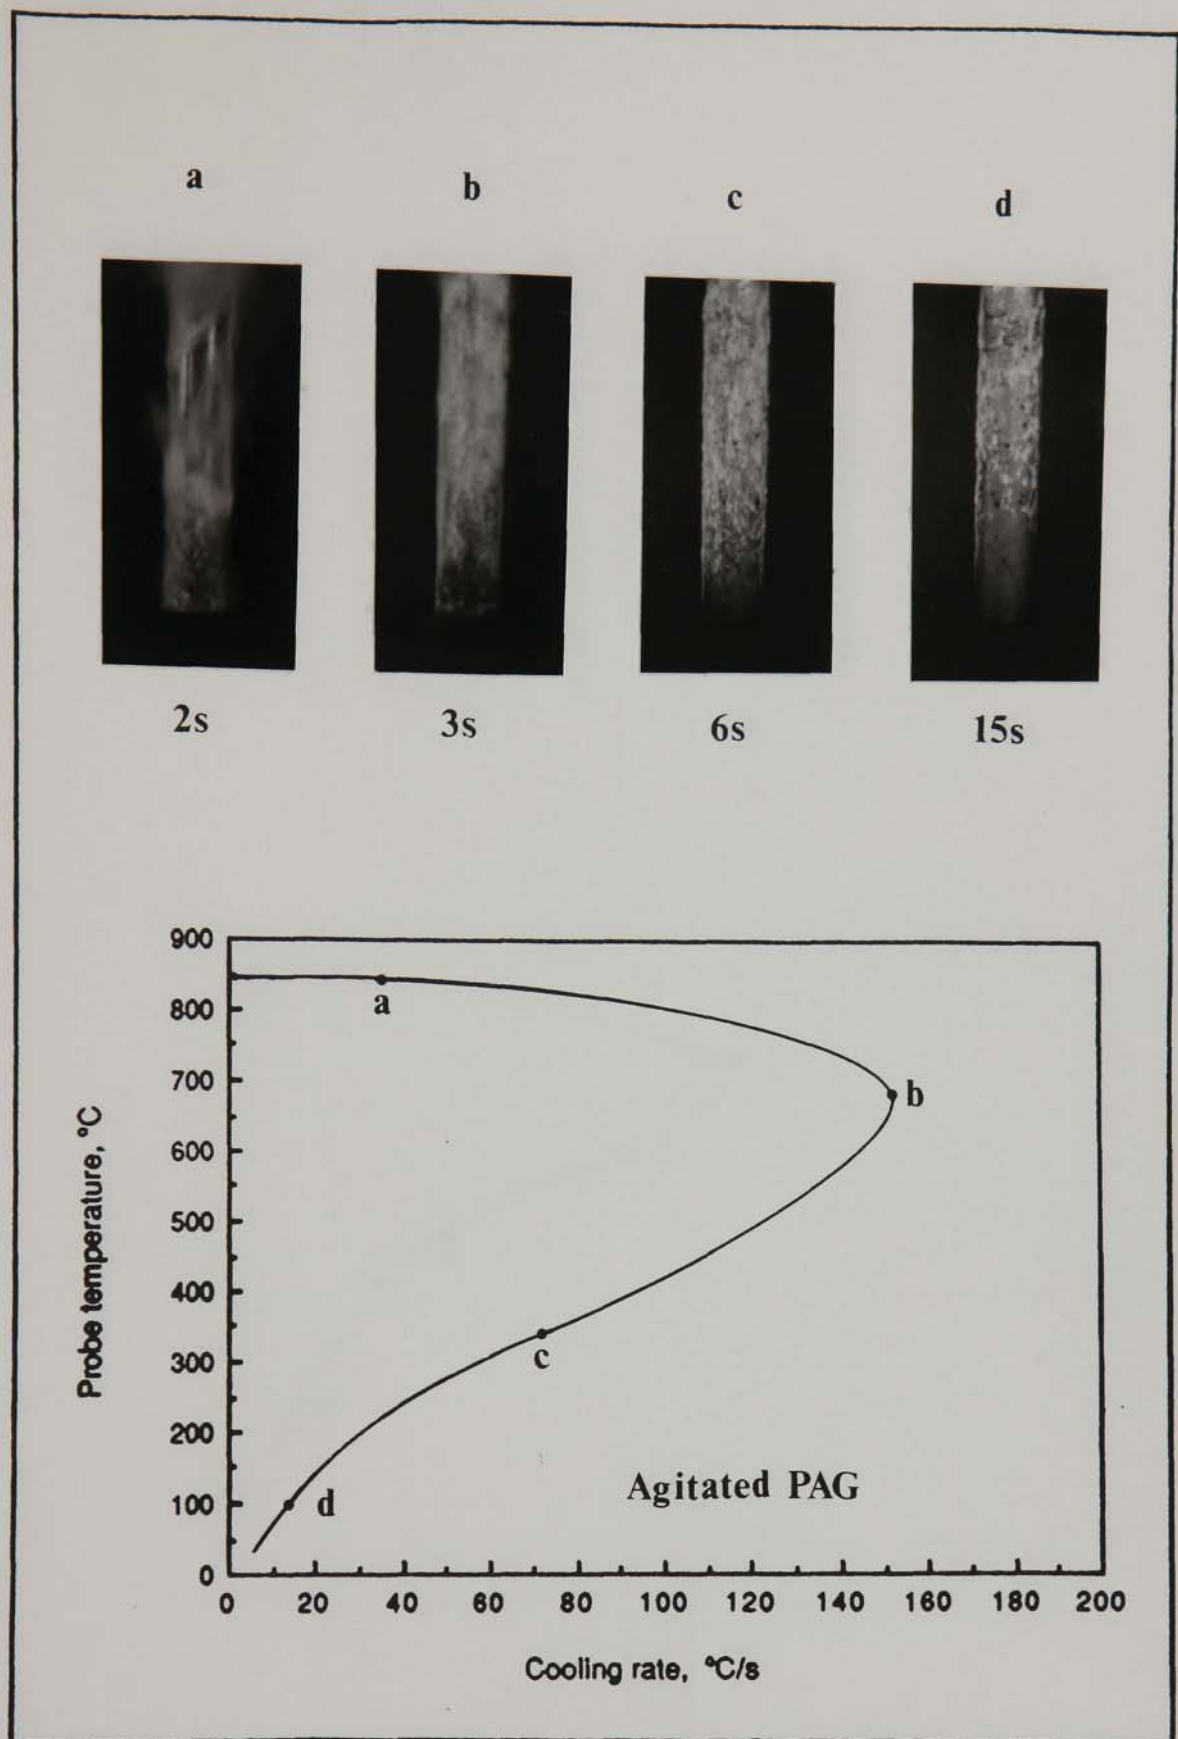 a b c d
2s 3s 6s 15s
900
800
700
600
500
400
300
200
100
0
Probe temperature, °C
a
b
c
d
Agitated PAG
0 20 40 60 80 100 120 140 160 180 200
Cooling rate, °C/s